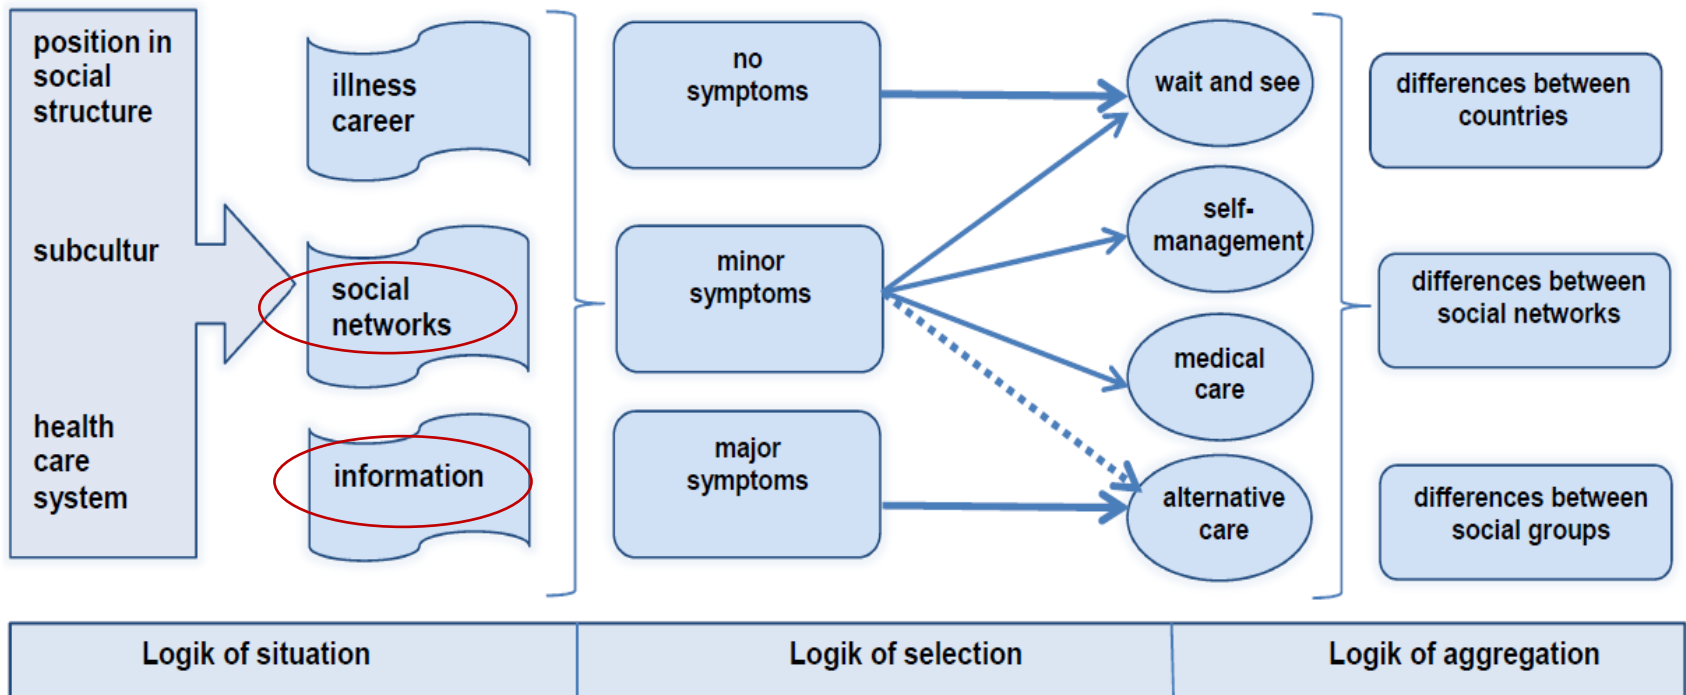 position in
social
structure
subcultur
health
care
system
illness
career
social
networks
information
no
symptoms
minor
symptoms
major
symptoms
wait and see
self-
management
medical
care
alternative
care
differences between
countries
differences between
social networks
differences between
social groups
Logik of situation
Logik of selection
Logik of aggregation